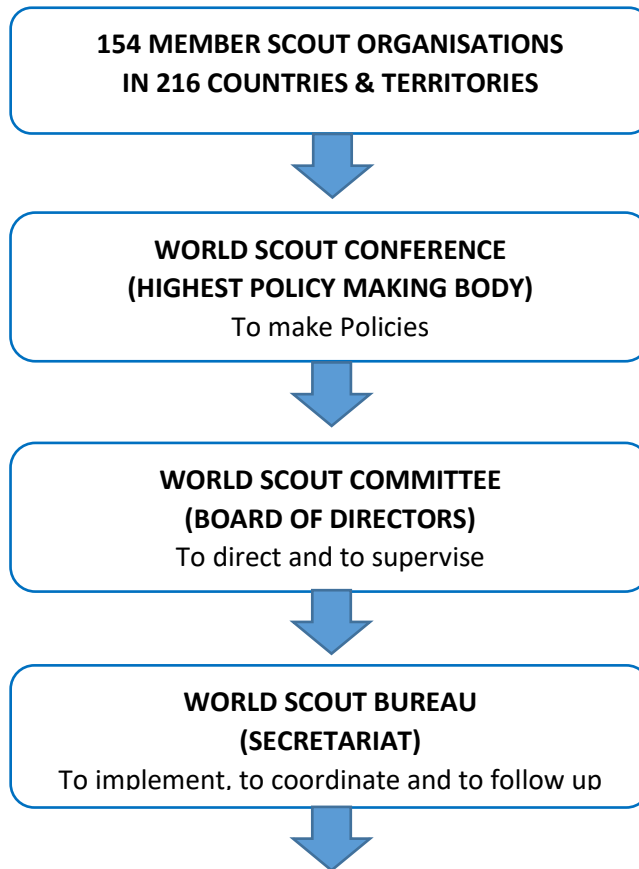 154 MEMBER SCOUT ORGANISATIONS
IN 216 COUNTRIES & TERRITORIES
WORLD SCOUT CONFERENCE
(HIGHEST POLICY MAKING BODY)
To make Policies
WORLD SCOUT COMMITTEE
(BOARD OF DIRECTORS)
To direct and to supervise
WORLD SCOUT BUREAU
(SECRETARIAT)
To implement, to coordinate and to follow up